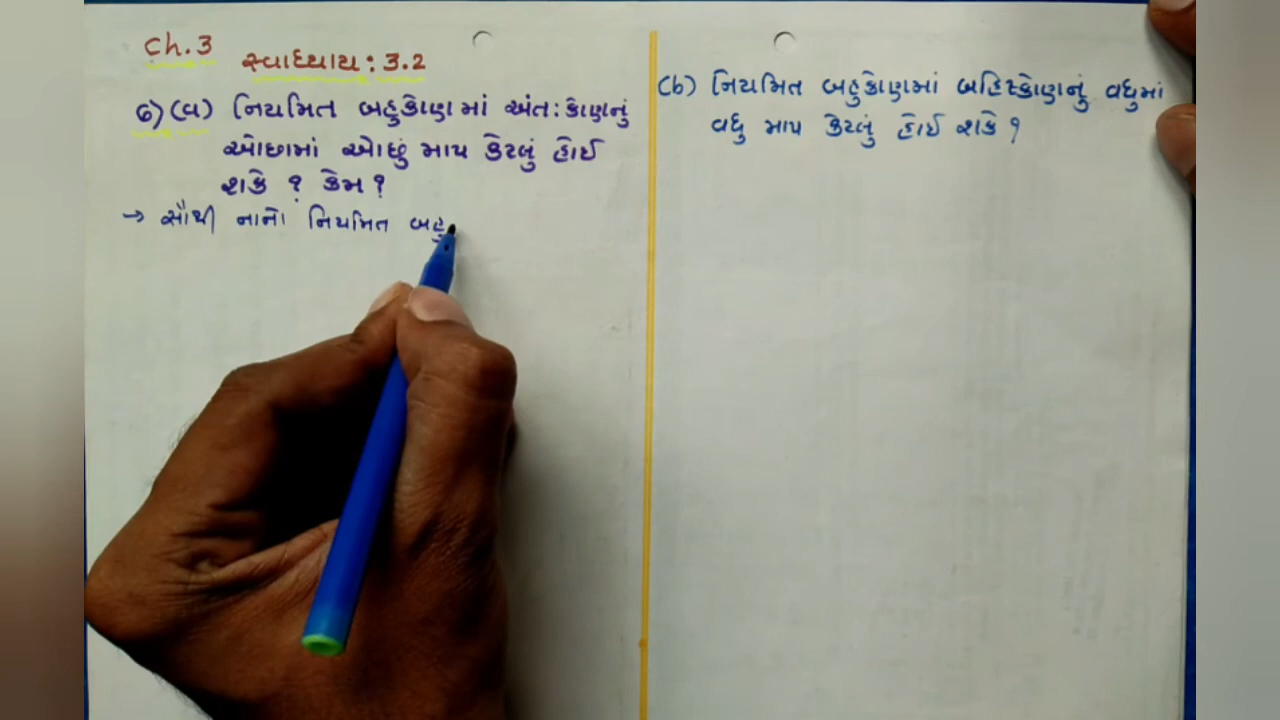 Ch.3
સ્વાધ્યાય : 3.2
૬) (a) નિયમિત બહુકોણમાં અંત:કોણનું
ઓછામાં ઓછું માપ કેટલું હોઈ
શકે ? કેમ ?
→ સૌથી નાનો નિયમિત બહુ
(b) નિયમિત બહુકોણમાં બહિષ્કોણનું વધુમાં
વધુ માપ કેટલું હોઈ શકે ?